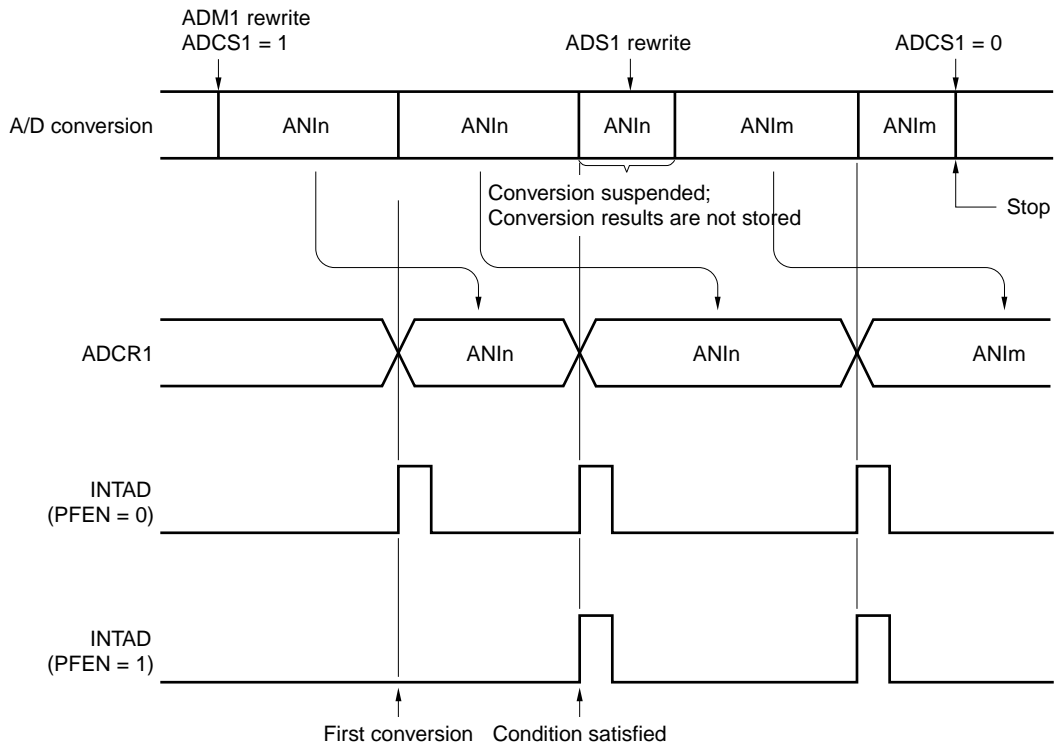 ADM1 rewrite
ADCS1 = 1
ADS1 rewrite
ADCS1 = 0
A/D conversion
ANIn
ANIn
ANIn
ANIm
ANIm
Conversion suspended;
Conversion results are not stored
Stop
ADCR1
ANIn
ANIn
ANIm
INTAD
(PFEN = 0)
INTAD
(PFEN = 1)
First conversion
Condition satisfied